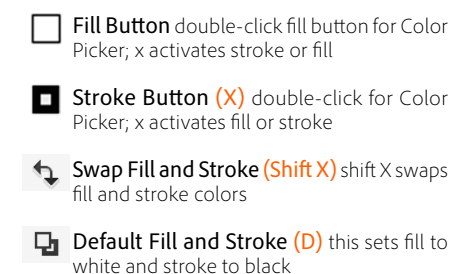 Fill Button double-click fill button for Color
Picker; x activates stroke or fill
Stroke Button (X) double-click for Color
Picker; x activates fill or stroke
Swap Fill and Stroke (Shift X) shift X swaps
fill and stroke colors
Default Fill and Stroke (D) this sets fill to
white and stroke to black